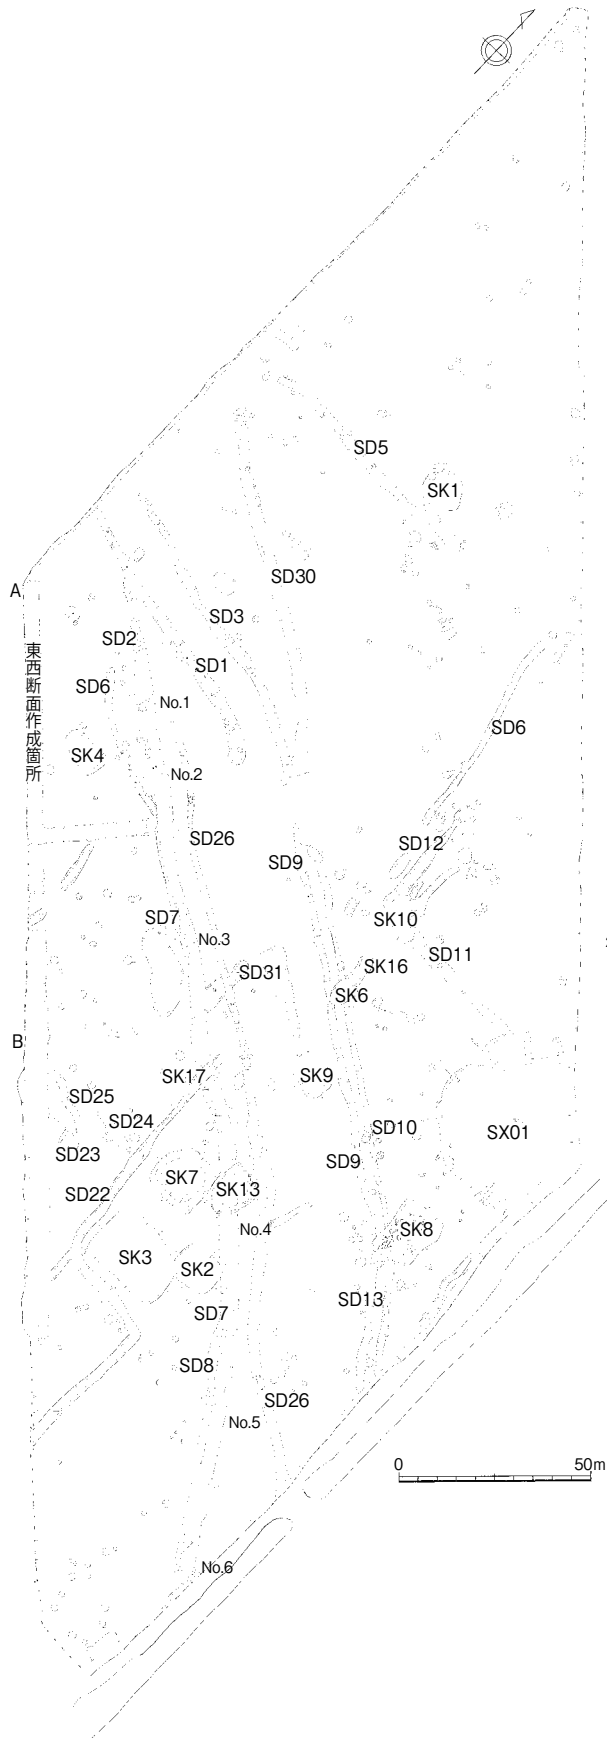 SD5
SK1
SD30
A
SD3
東西断面作成箇所
SD2
SD1
SD6
No.1
SD6
SK4
No.2
SD26
SD12
SD9
SD7
SK10
No.3
SD11
SK16
SD31
SK6
B
SK17
SK9
SD25
SD24
SD10
SX01
SD23
SD9
SK7
SK13
SD22
No.4
SK8
SK3
SK2
SD13
SD7
SD8
SD26
No.5
0 50m
No.6